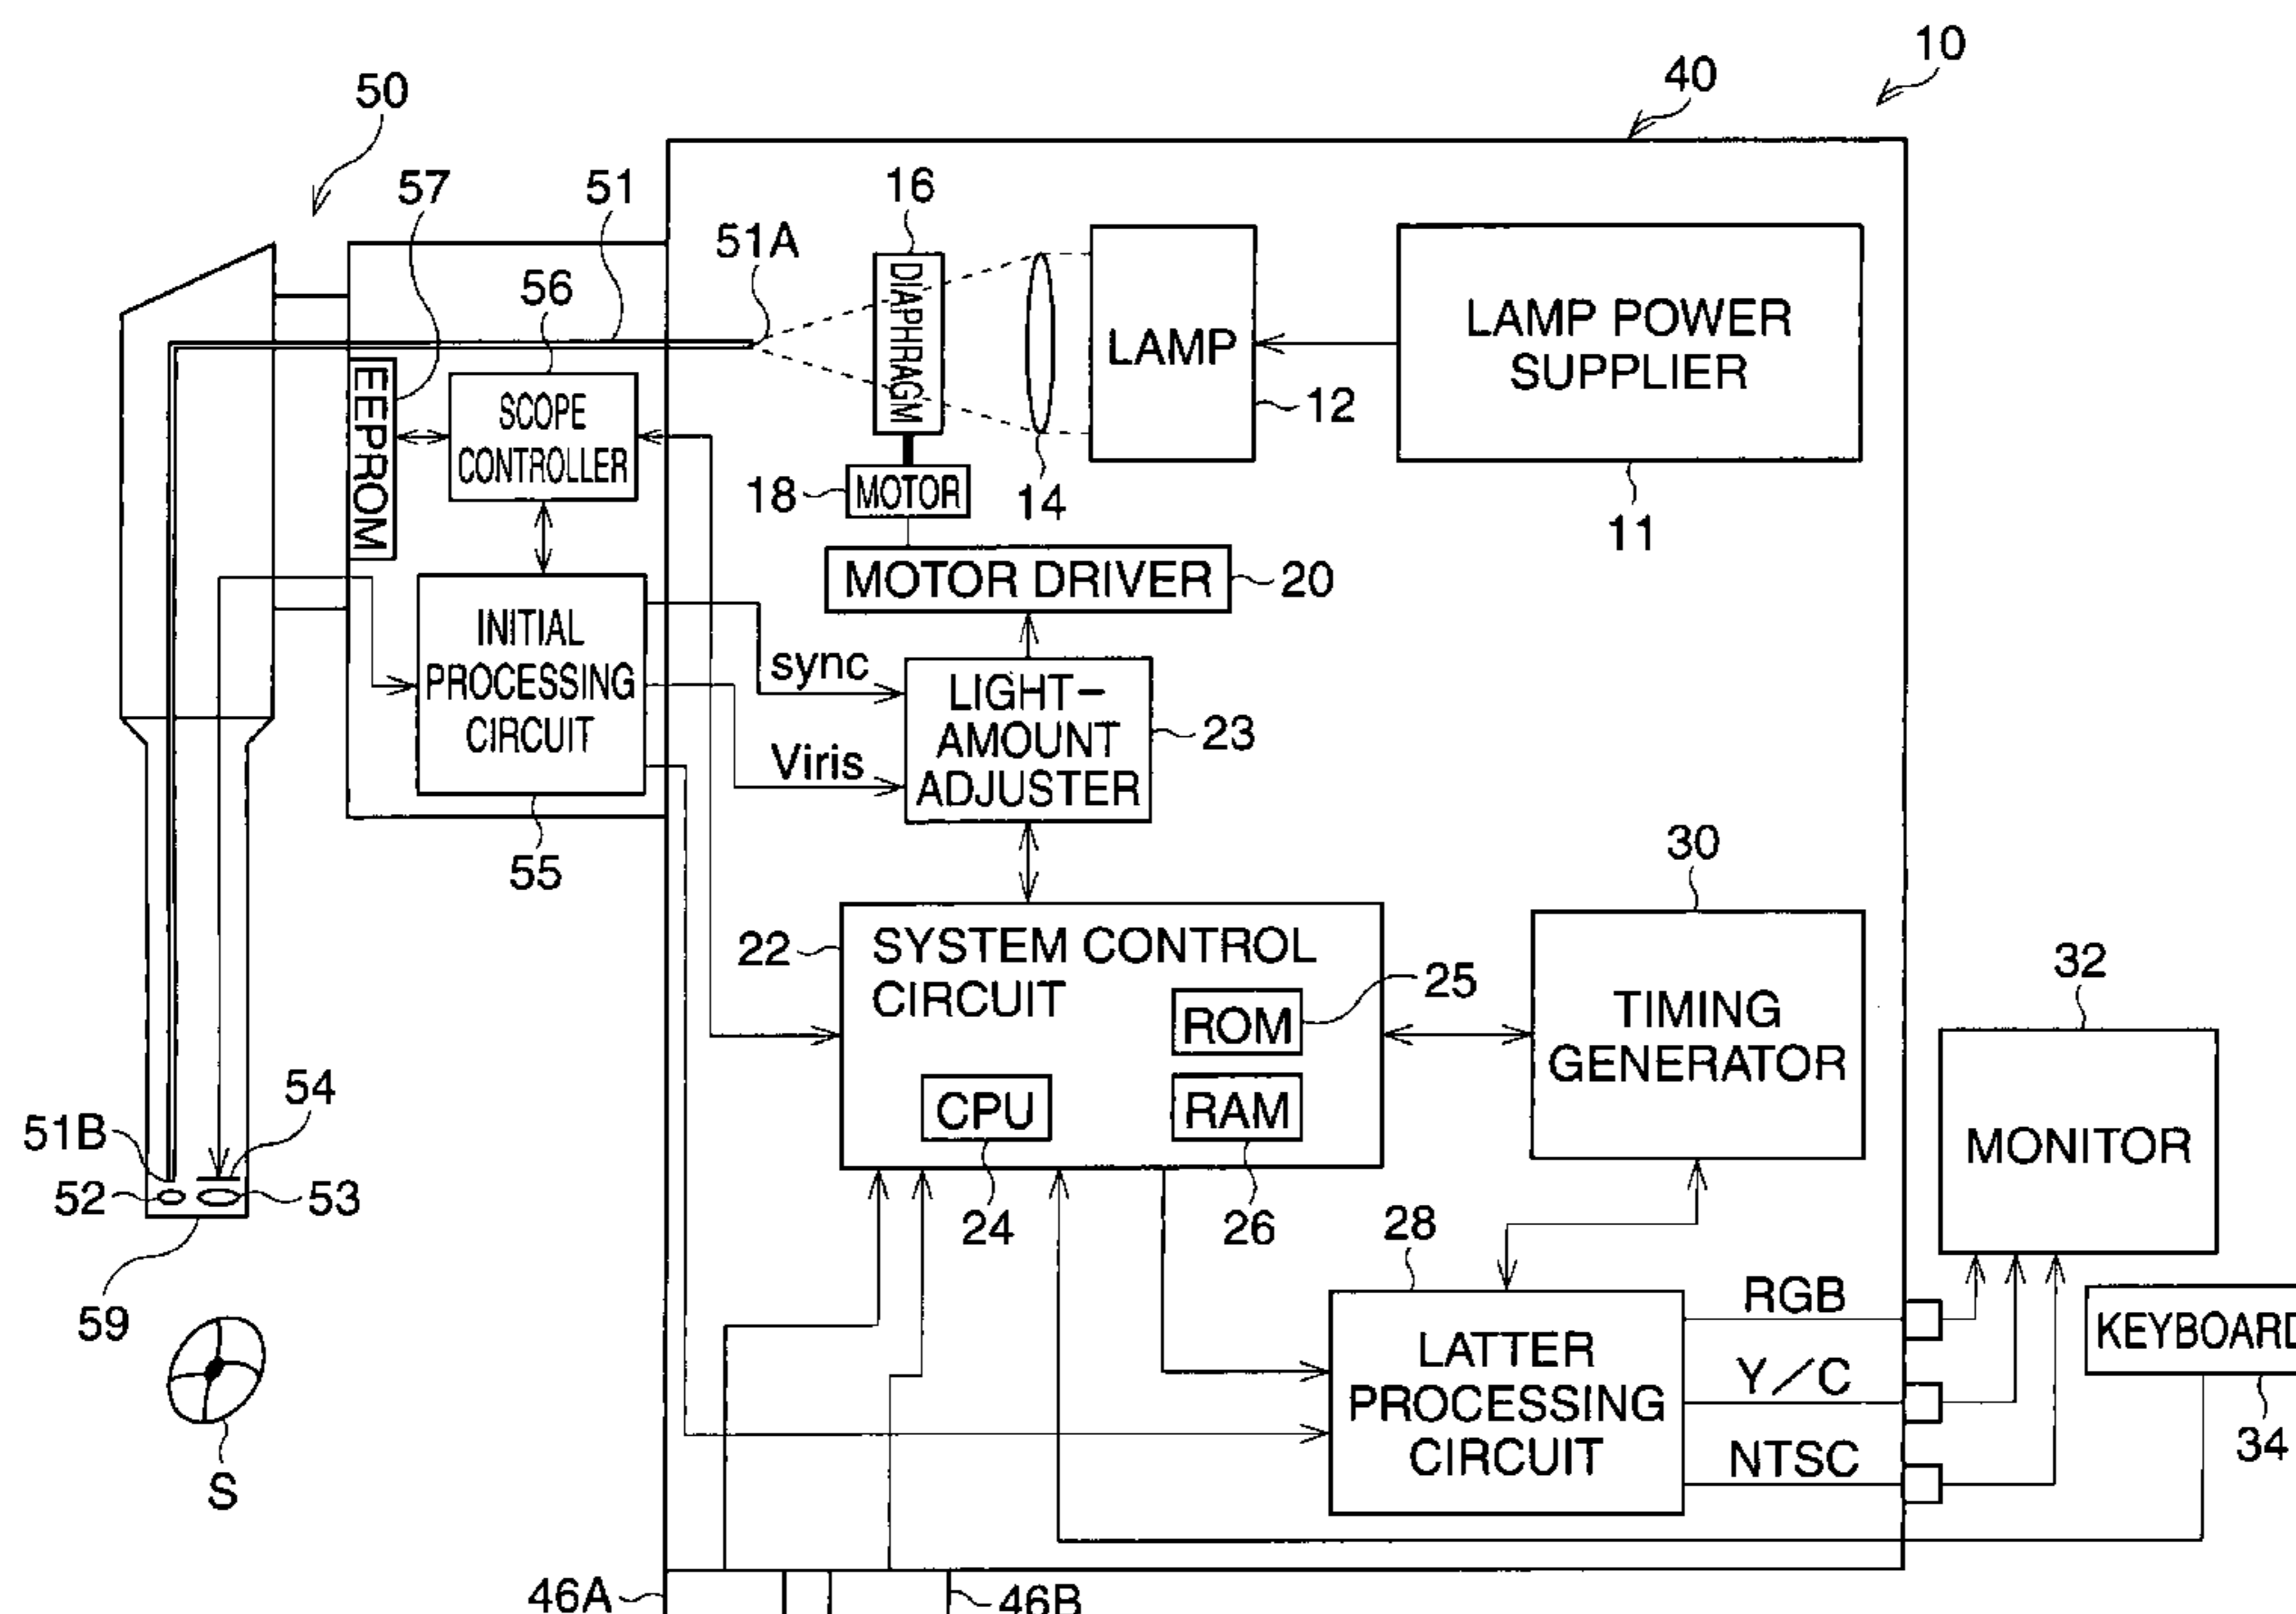 10
40
50
57
51
16
51A
56
DIAPHRAGM
LAMP
LAMP POWER
SUPPLIER
12
EEPROM
SCOPE
CONTROLLER
18
MOTOR
14
11
MOTOR DRIVER
20
INITIAL
PROCESSING
CIRCUIT
sync
Viris
LIGHT-
AMOUNT
ADJUSTER
23
55
30
22
SYSTEM CONTROL
CIRCUIT
25
ROM
CPU
RAM
24
26
TIMING
GENERATOR
32
MONITOR
54
51B
52
53
59
S
28
LATTER
PROCESSING
CIRCUIT
RGB
Y/C
NTSC
KEYBOARD
34
46A
46B